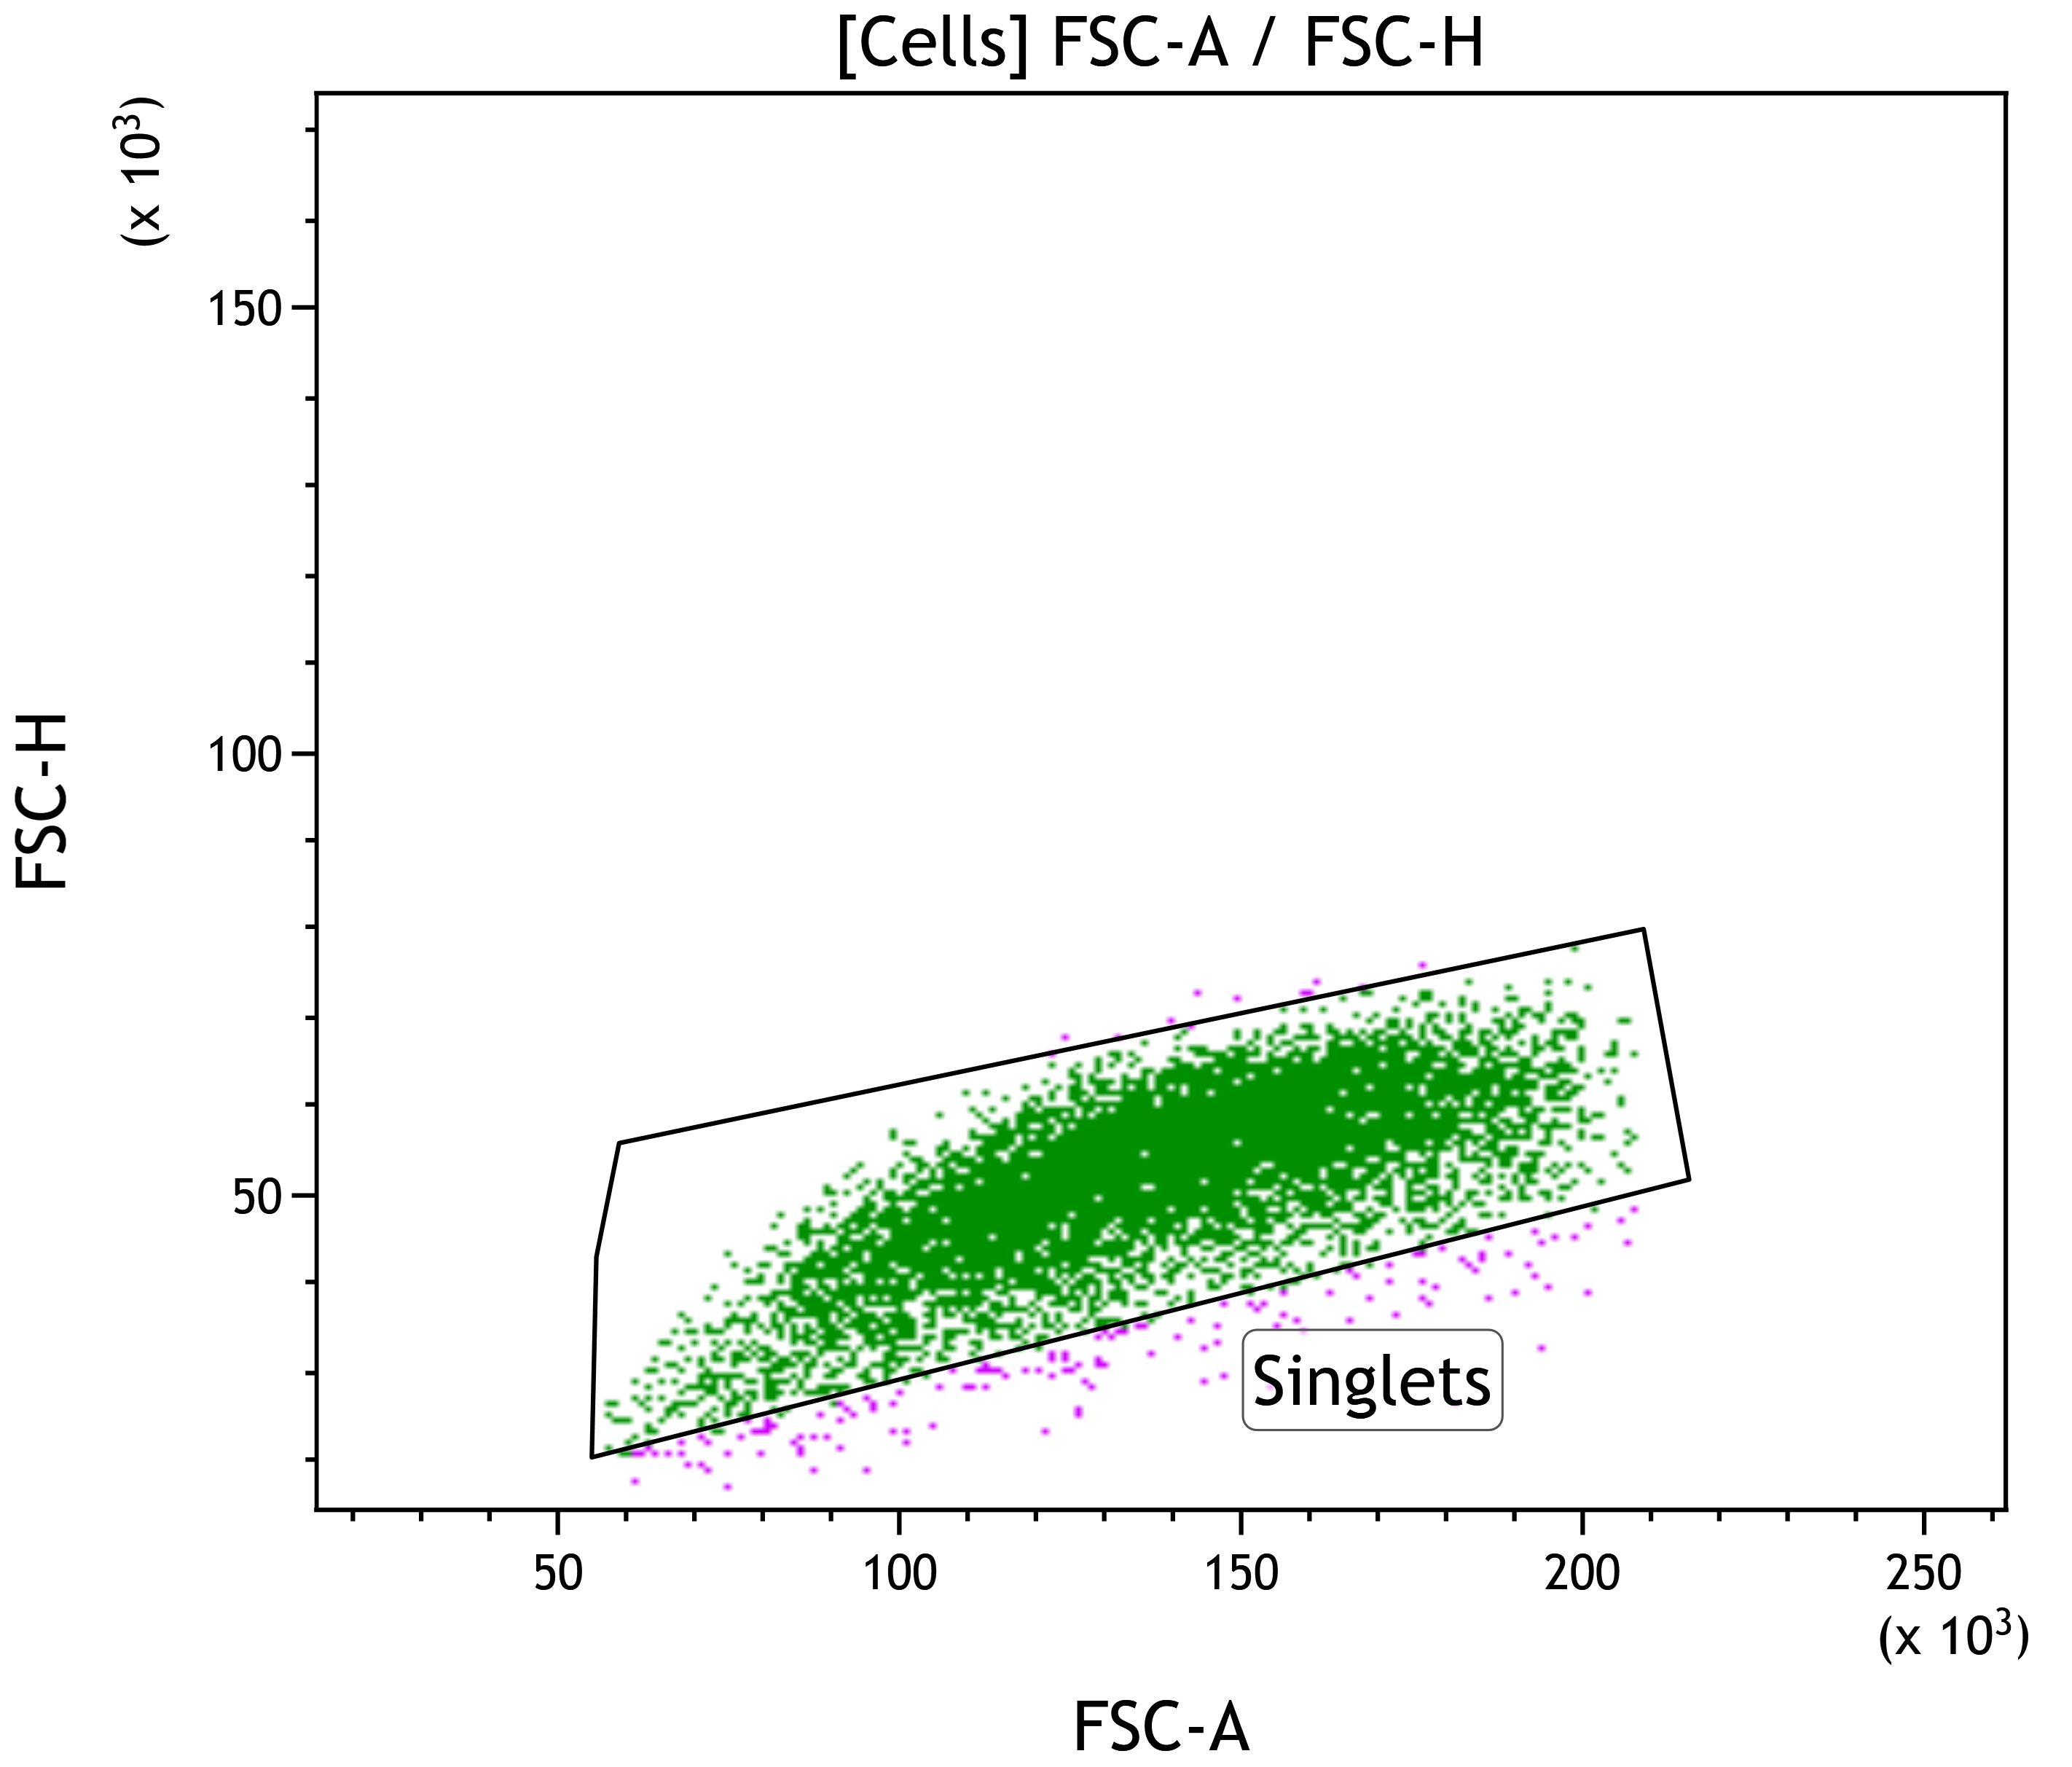 [Cells] FSC-A / FSC-H
(x 10³)
150
100
50
FSC-H
Singlets
50 100 150 200 250
(x 10³)
FSC-A